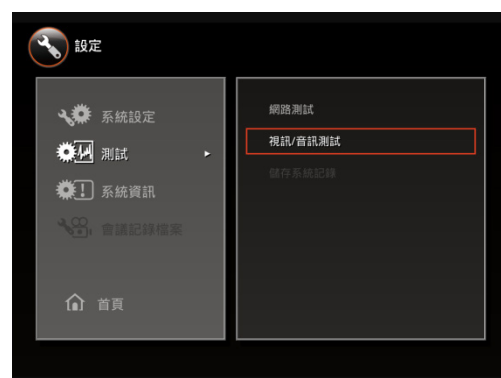 設定
系統設定
測試
系統資訊
會議記錄檔案
首頁
網路測試
視訊/音訊測試
儲存系統記錄